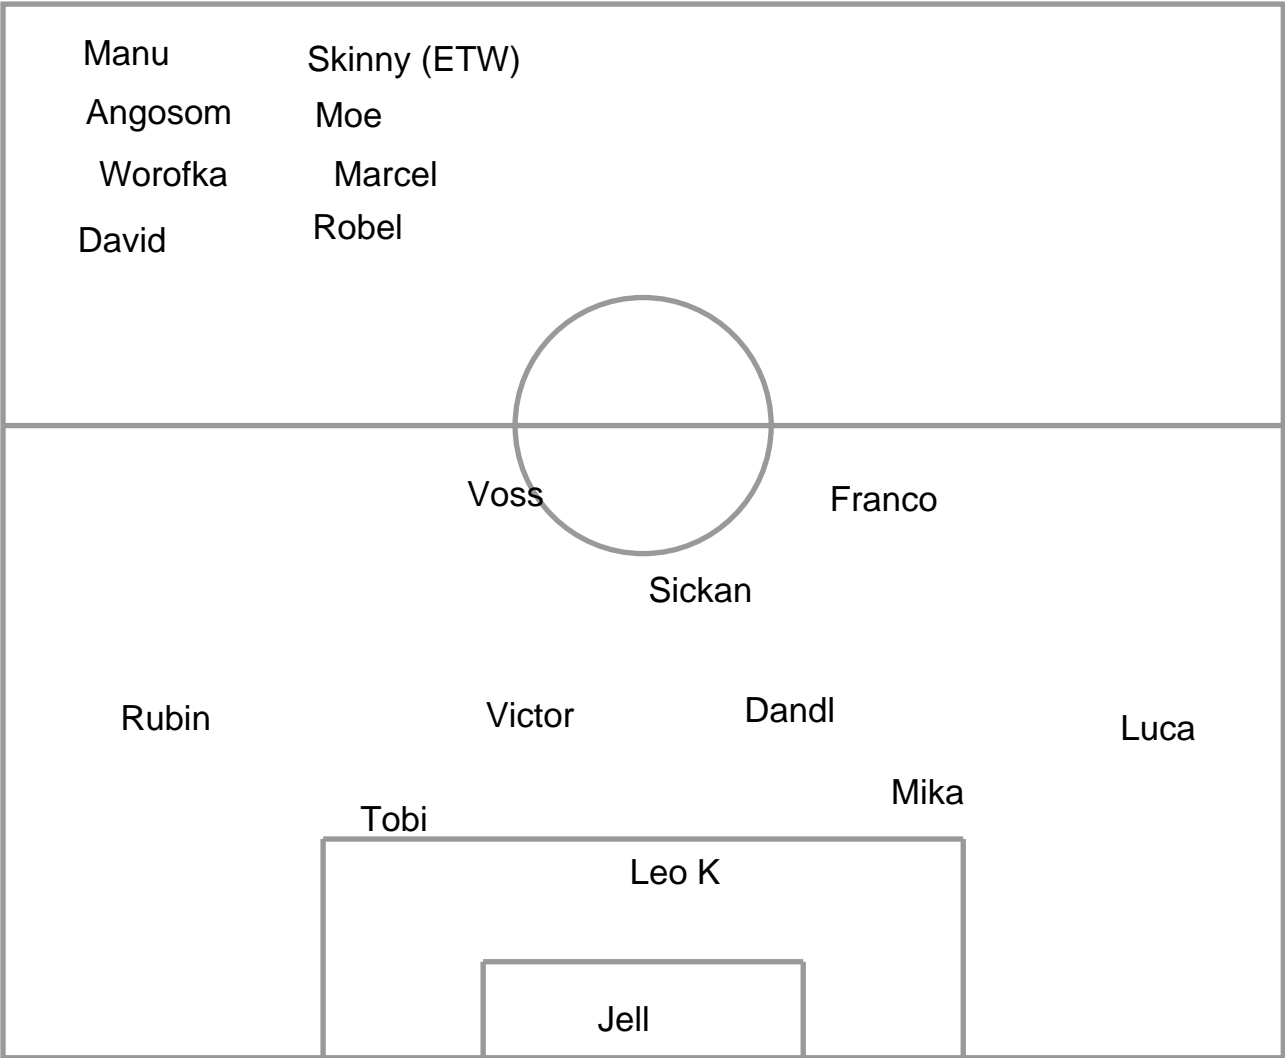 Manu
Skinny (ETW)
Angosom
Moe
Worofka
Marcel
David
Robel
Voss
Franco
Sickan
Rubin
Victor
Dandl
Luca
Tobi
Mika
Leo K
Jell